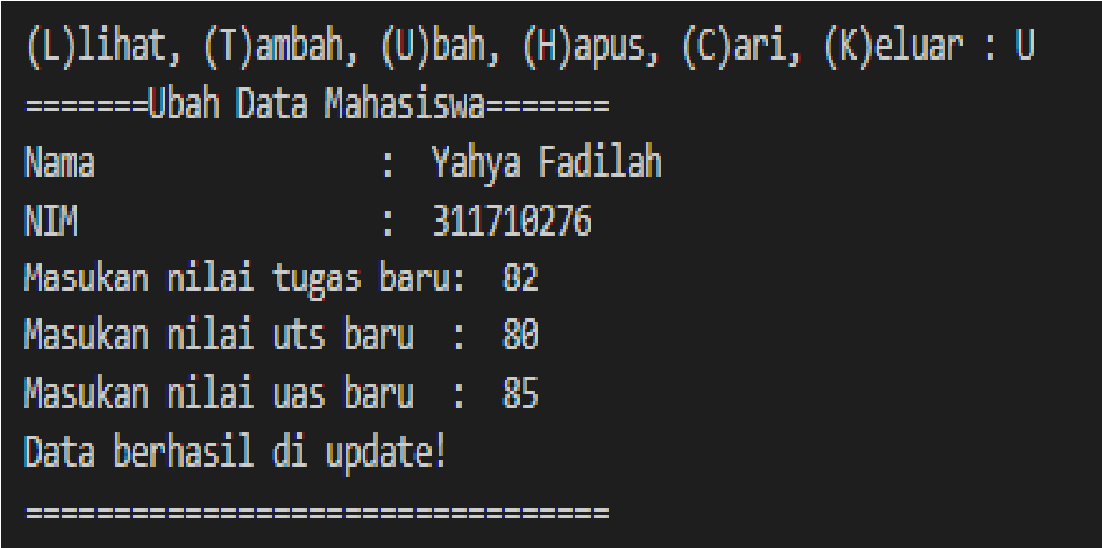 (L)lihat, (T)ambah, (U)bah, (H)apus, (C)ari, (K)eluar : U
=======Ubah Data Mahasiswa=======
Nama : Yahya Fadilah
NIM : 311710276
Masukan nilai tugas baru: 82
Masukan nilai uts baru : 80
Masukan nilai uas baru : 85
Data berhasil di update!
=================================